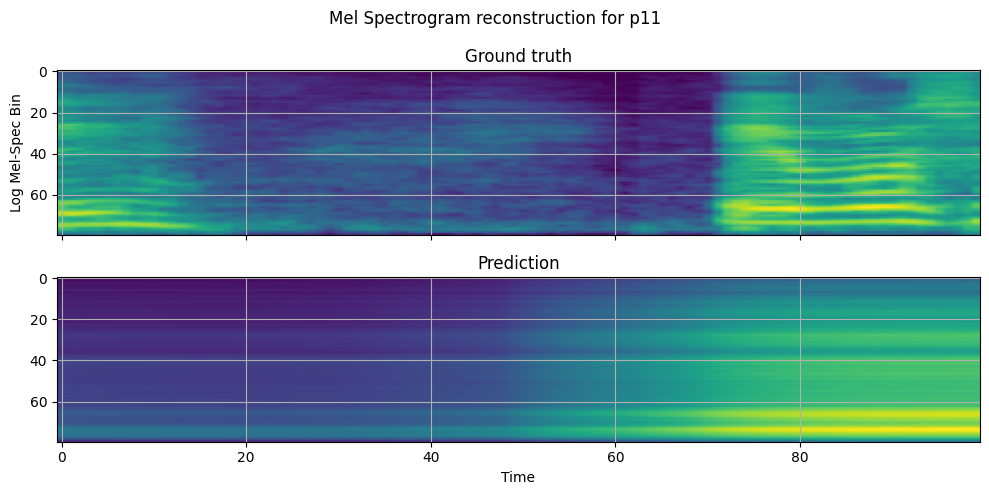 Mel Spectrogram reconstruction for p11
Ground truth
Log Mel-Spec Bin
0
20
40
60
Prediction
0
20
40
60
0 20 40 60 80
Time